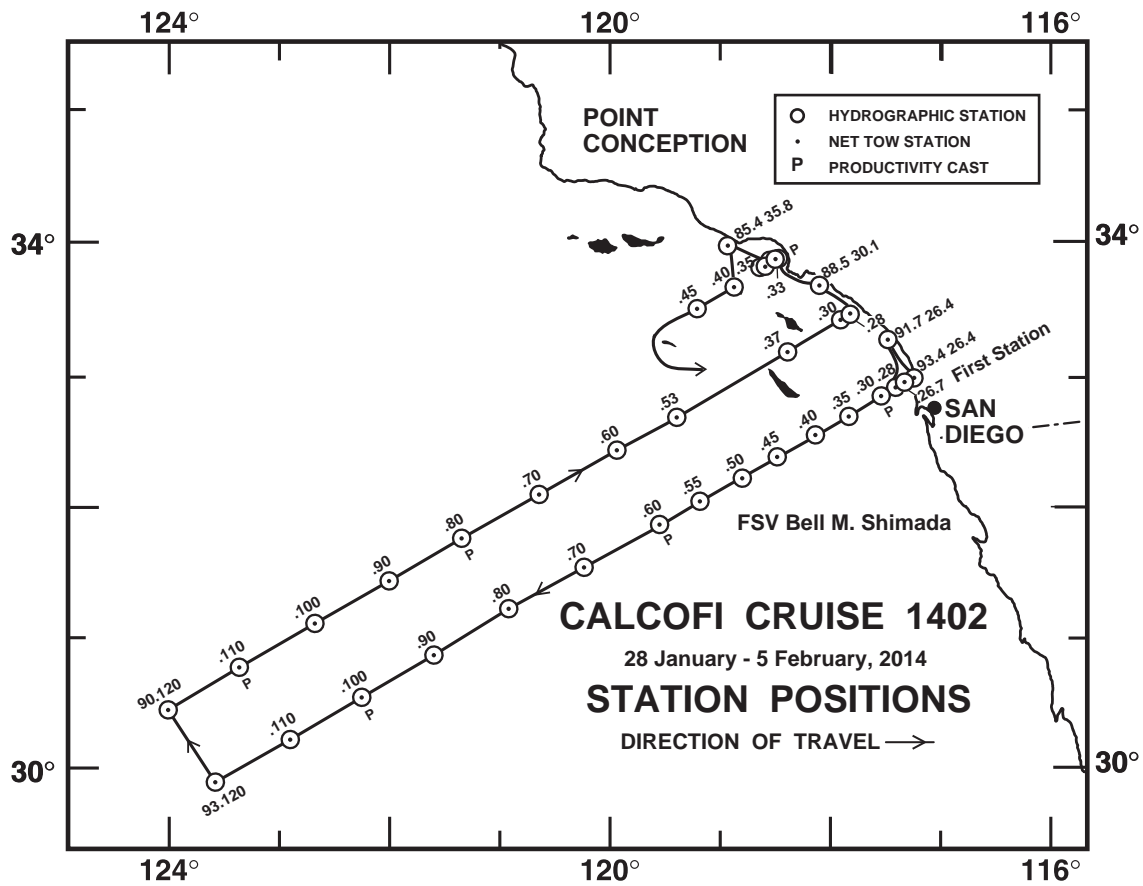 124° 120° 116°
POINT
CONCEPTION
HYDROGRAPHIC STATION
NET TOW STATION
P PRODUCTIVITY CAST
34° 34°
85.4 35.8
P
.35
.40
.33
88.5 30.1
.45
.30
.28
91.7 26.4
.37
93.4 26.4
First Station
.26.7
.28
.30
P
.35
SAN
DIEGO
.53
.40
.60
.45
.50
.70
.55
FSV Bell M. Shimada
.80
P
.60
P
.90
.70
.100
.80
CALCOFI CRUISE 1402
28 January - 5 February, 2014
STATION POSITIONS
DIRECTION OF TRAVEL
.110
P
.90
90.120
.100
P
.110
93.120
30° 30°
124° 120° 116°